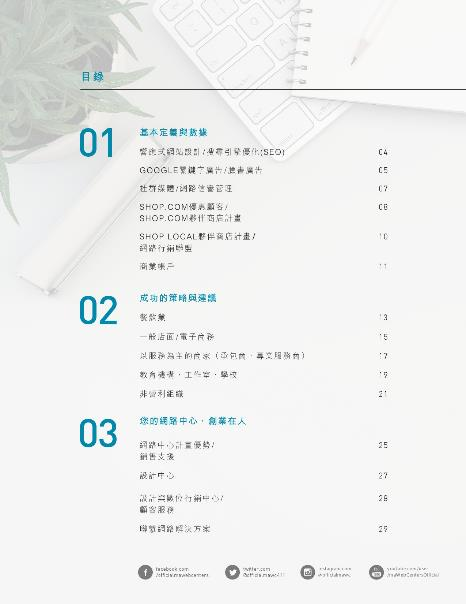 目錄
01
基本定義與數據
響應式網站設計/搜尋引擎優化(SEO) 04
GOOGLE關鍵字廣告/臉書廣告 05
社群媒體/網路信譽管理 07
SHOP.COM優惠顧客/
SHOP.COM夥伴商店計畫 08
SHOP LOCAL夥伴商店計畫/
網路行銷聯盟 10
商業帳戶 11
02
成功的策略與建議
餐飲業 13
一般店面/電子商務 15
以服務為主的商家（承包商、專業服務商） 17
教育機構、工作室、學校 19
非營利組織 21
03
您的網路中心，創業在人
網路中心計畫優勢/
銷售支援 25
設計中心 27
設計與數位行銷中心/
顧客服務 28
聯繫網路解決方案 29
facebook.com
/officialmawebcenters
twitter.com
@officialmawc411
instagram.com
@officialmawc
youtube.com/user
/maWebCentersOfficial